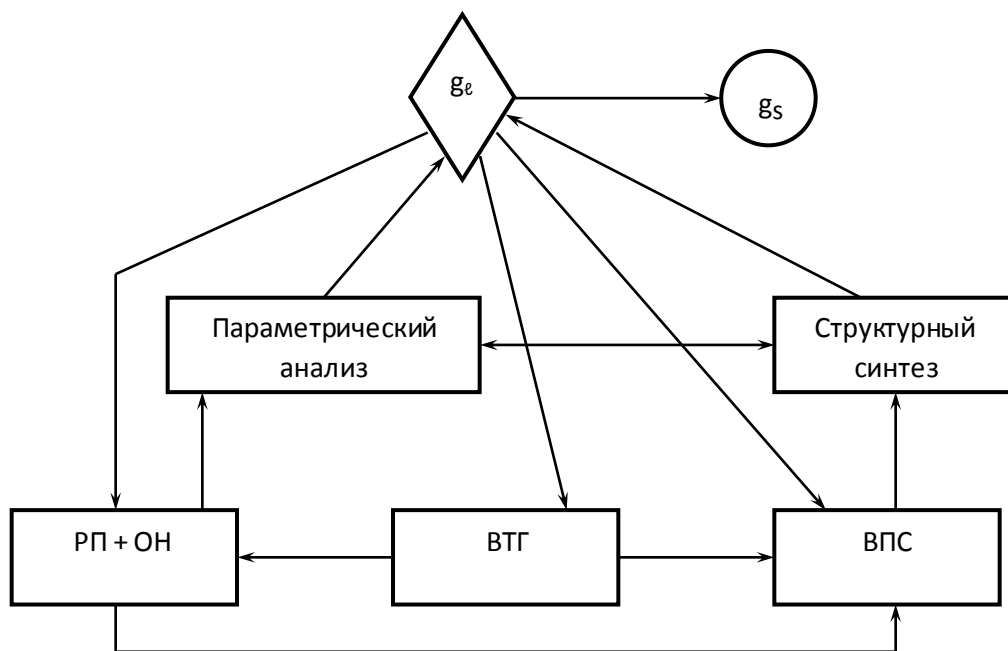 gℓ
gS
Параметрический
анализ
Структурный
синтез
РП + ОН
ВТГ
ВПС